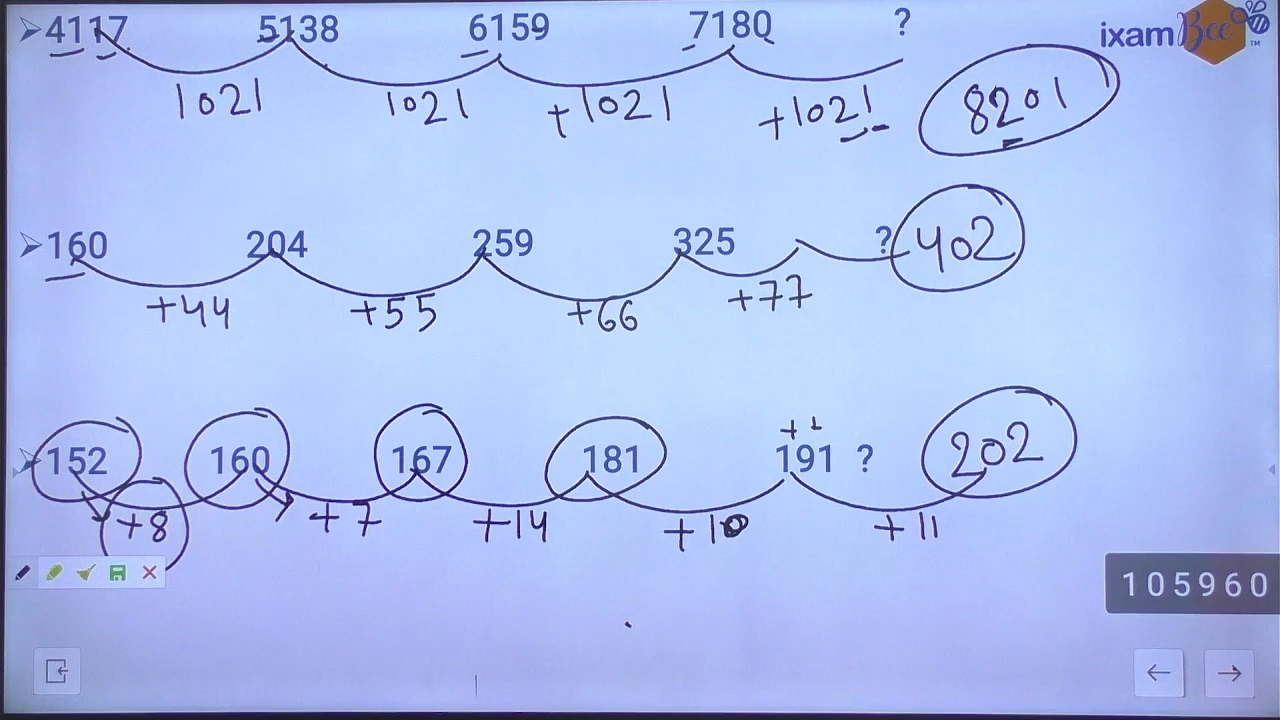 ➢4117 5138 6159 7180 ?
ixamBee™
1021 1021 +1021 +1021 8201
➢160 204 259 325 ? 402
+44 +55 +66 +77
➢152 160 167 181 191 ? 202
+8 +7 +14 +10 +11
105960